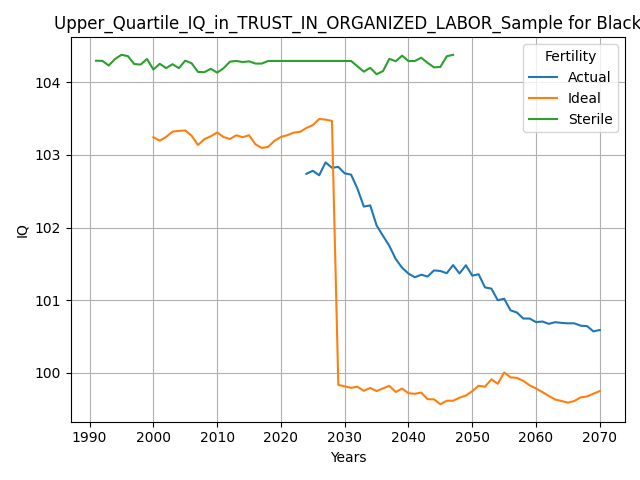 Upper_Quartile_IQ_in_TRUST_IN_ORGANIZED_LABOR_Sample for Black
Fertility
Actual
Ideal
Sterile
104
103
102
101
100
IQ
1990 2000 2010 2020 2030 2040 2050 2060 2070
Years